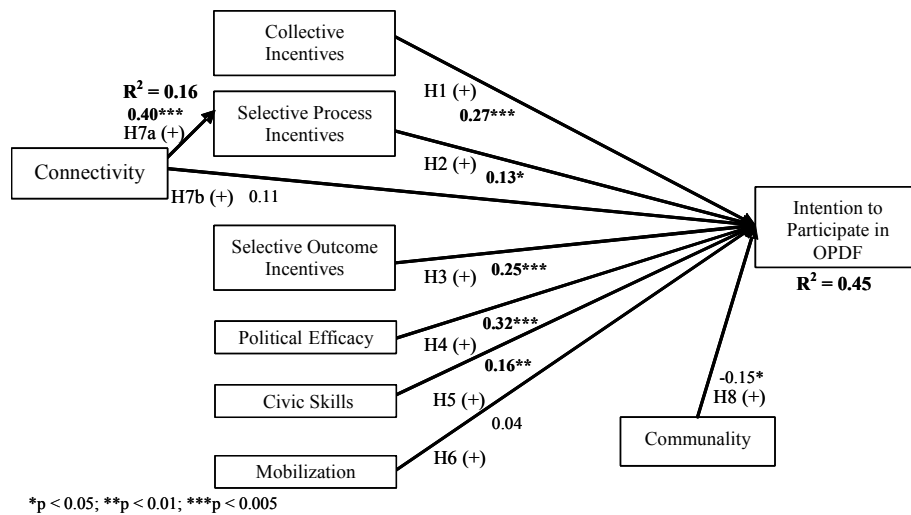 Collective
Incentives
H1 (+)
0.27***
R² = 0.16
0.40***
H7a (+)
Selective Process
Incentives
H2 (+)
0.13*
Connectivity
H7b (+)
0.11
Intention to
Participate in
OPDF
R² = 0.45
Selective Outcome
Incentives
H3 (+)
0.25***
Political Efficacy
0.32***
H4 (+)
0.16**
Civic Skills
H5 (+)
0.04
-0.15*
H8 (+)
Communality
Mobilization
H6 (+)
*p < 0.05; **p < 0.01; ***p < 0.005